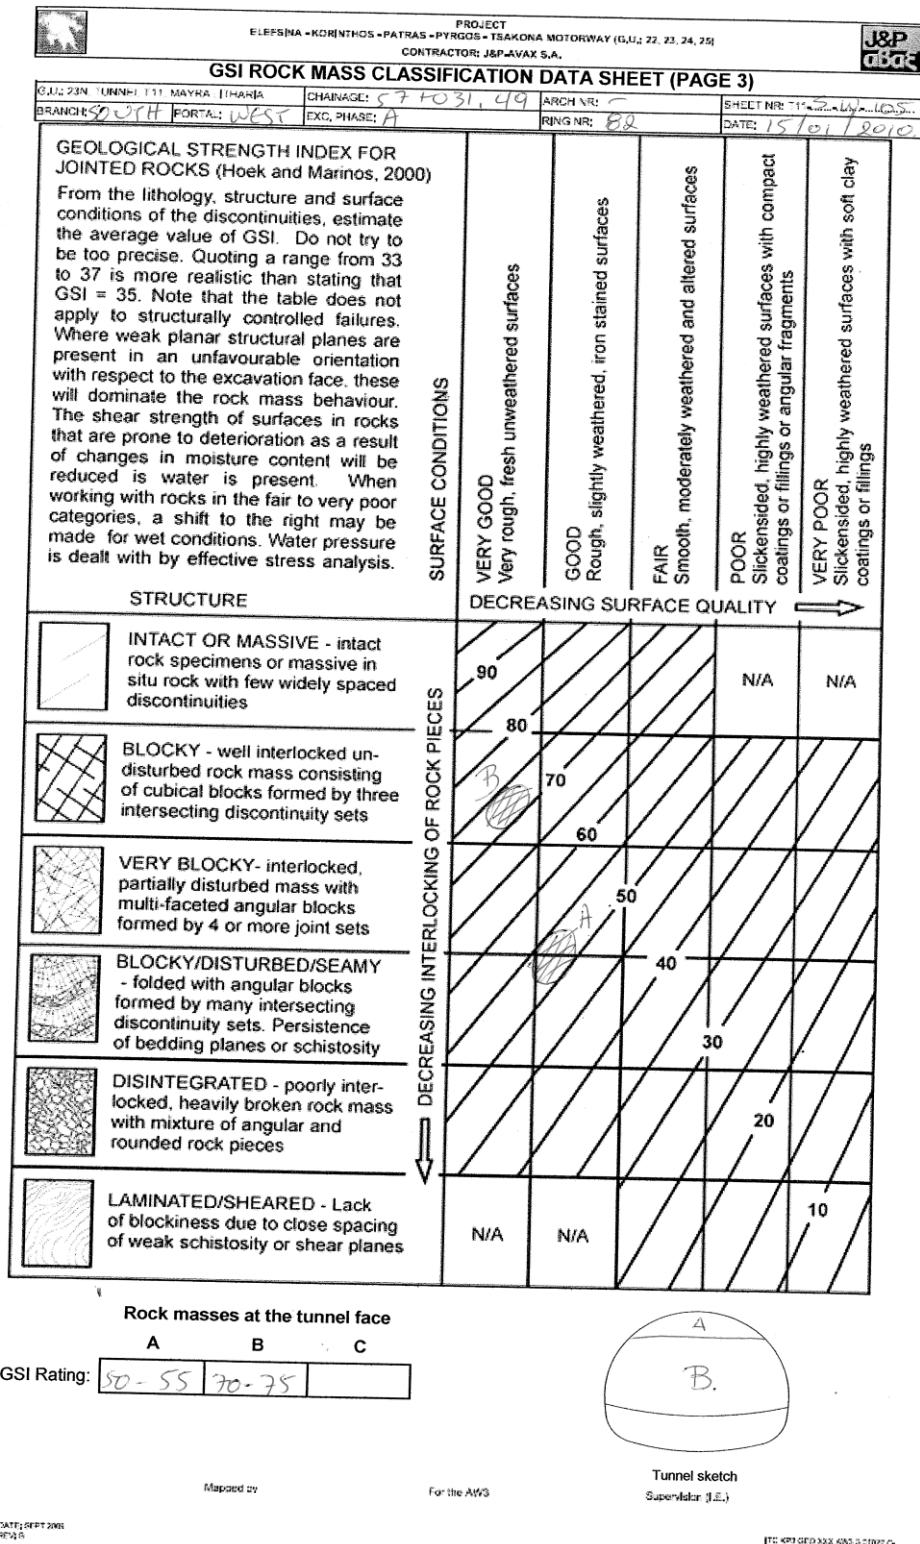 PROJECT
ELEFSINA - KORINTHOS - PATRAS - PYRGOS - TSAKONA MOTORWAY (G.U.: 22, 23, 24, 25)
CONTRACTOR: J&P-AVAX S.A.
J&P
αβαξ
GSI ROCK MASS CLASSIFICATION DATA SHEET (PAGE 3)
G.U.: 23N TUNNEL T11 MAYRA LITHARIA
CHAINAGE: 57+031,49
ARCH NR: -
SHEET NR: T11-
BRANCH: SOUTH
PORTAL: WEST
EXC. PHASE: A
RING NR: 82
DATE: 15/01/2010
GEOLOGICAL STRENGTH INDEX FOR
JOINTED ROCKS (Hoek and Marinos, 2000)
From the lithology, structure and surface
conditions of the discontinuities, estimate
the average value of GSI. Do not try to
be too precise. Quoting a range from 33
to 37 is more realistic than stating that
GSI = 35. Note that the table does not
apply to structurally controlled failures.
Where weak planar structural planes are
present in an unfavourable orientation
with respect to the excavation face, these
will dominate the rock mass behaviour.
The shear strength of surfaces in rocks
that are prone to deterioration as a result
of changes in moisture content will be
reduced is water is present. When
working with rocks in the fair to very poor
categories, a shift to the right may be
made for wet conditions. Water pressure
is dealt with by effective stress analysis.
SURFACE CONDITIONS
VERY GOOD
Very rough, fresh unweathered surfaces
GOOD
Rough, slightly weathered, iron stained surfaces
FAIR
Smooth, moderately weathered and altered surfaces
POOR
Slickensided, highly weathered surfaces with compact
coatings or fillings or angular fragments
VERY POOR
Slickensided, highly weathered surfaces with soft clay
coatings or fillings
STRUCTURE
DECREASING SURFACE QUALITY
DECREASING INTERLOCKING OF ROCK PIECES
INTACT OR MASSIVE - intact
rock specimens or massive in
situ rock with few widely spaced
discontinuities
90
N/A
N/A
80
BLOCKY - well interlocked un-
disturbed rock mass consisting
of cubical blocks formed by three
intersecting discontinuity sets
B
70
60
VERY BLOCKY- interlocked,
partially disturbed mass with
multi-faceted angular blocks
formed by 4 or more joint sets
50
A
BLOCKY/DISTURBED/SEAMY
- folded with angular blocks
formed by many intersecting
discontinuity sets. Persistence
of bedding planes or schistosity
40
30
DISINTEGRATED - poorly inter-
locked, heavily broken rock mass
with mixture of angular and
rounded rock pieces
20
LAMINATED/SHEARED - Lack
of blockiness due to close spacing
of weak schistosity or shear planes
N/A
N/A
10
Rock masses at the tunnel face
A B C
GSI Rating: 50 - 55 70-75
A
B.
Tunnel sketch
Mapped by
For the AW3
Supervision (I.E.)
DATE: SEPT 2009